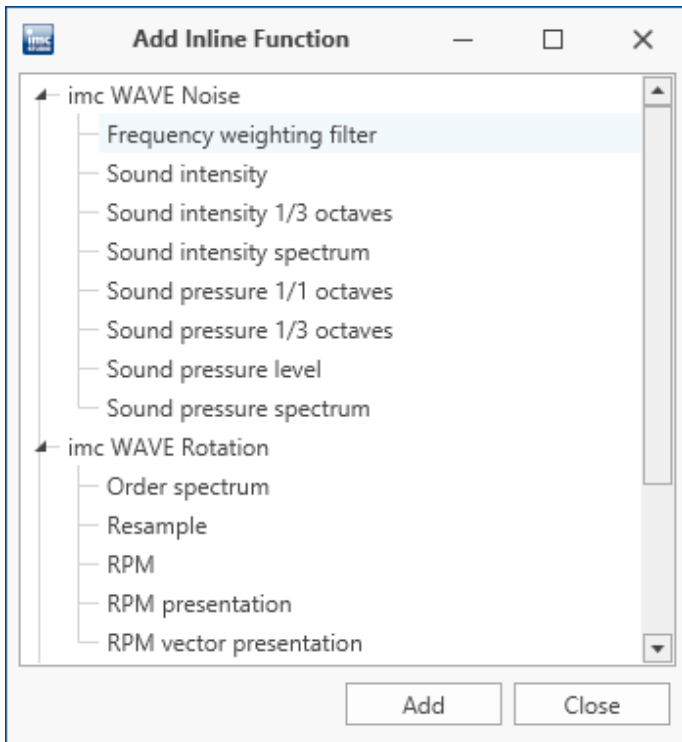 imc
Add Inline Function
imc WAVE Noise
Frequency weighting filter
Sound intensity
Sound intensity 1/3 octaves
Sound intensity spectrum
Sound pressure 1/1 octaves
Sound pressure 1/3 octaves
Sound pressure level
Sound pressure spectrum
imc WAVE Rotation
Order spectrum
Resample
RPM
RPM presentation
RPM vector presentation
Add Close